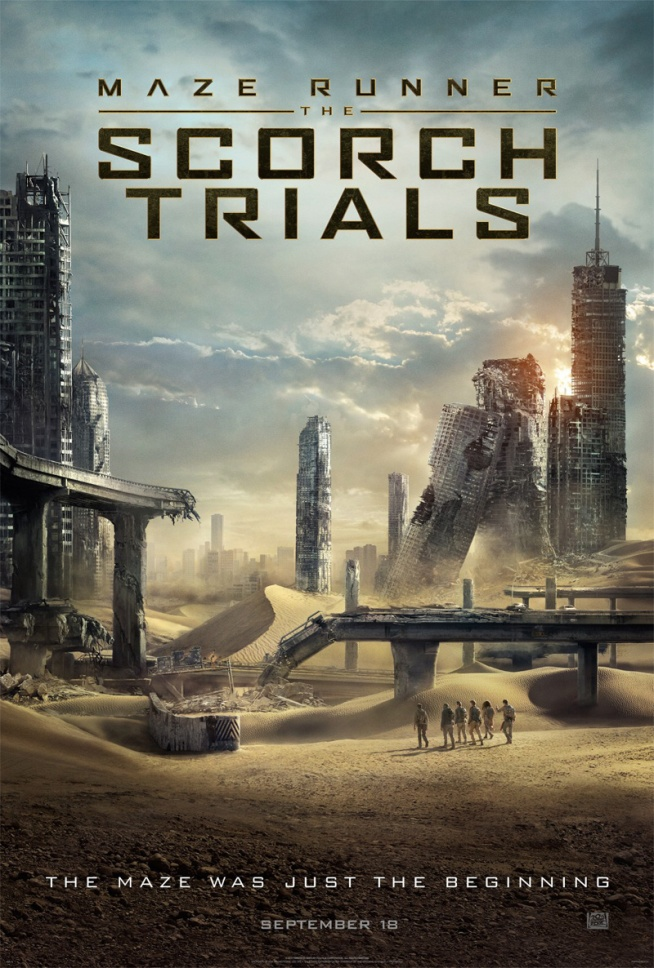 MAZE RUNNER
THE
SCORCH
TRIALS
THE MAZE WAS JUST THE BEGINNING
SEPTEMBER 18